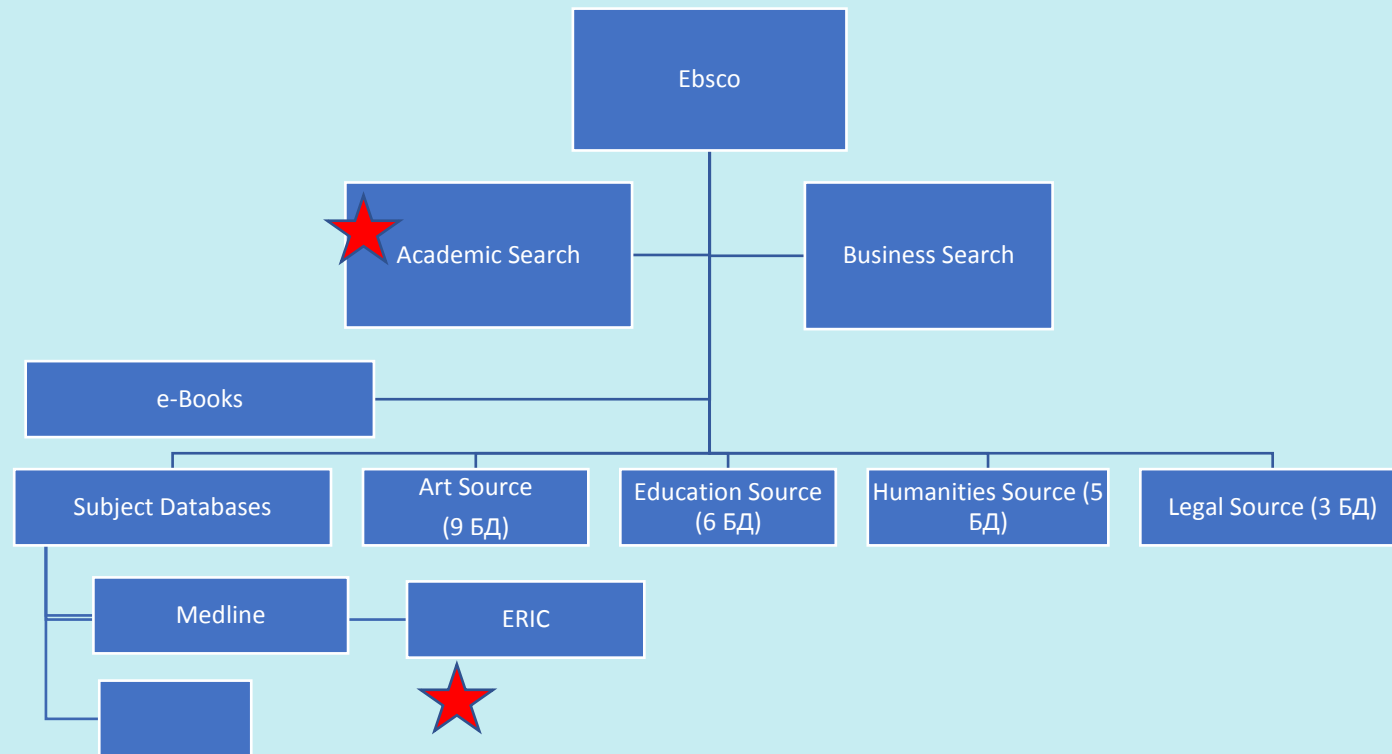 Ebsco
Academic Search
Business Search
e-Books
Subject Databases
Art Source
(9 БД)
Education Source
(6 БД)
Humanities Source (5
БД)
Legal Source (3 БД)
Medline
ERIC